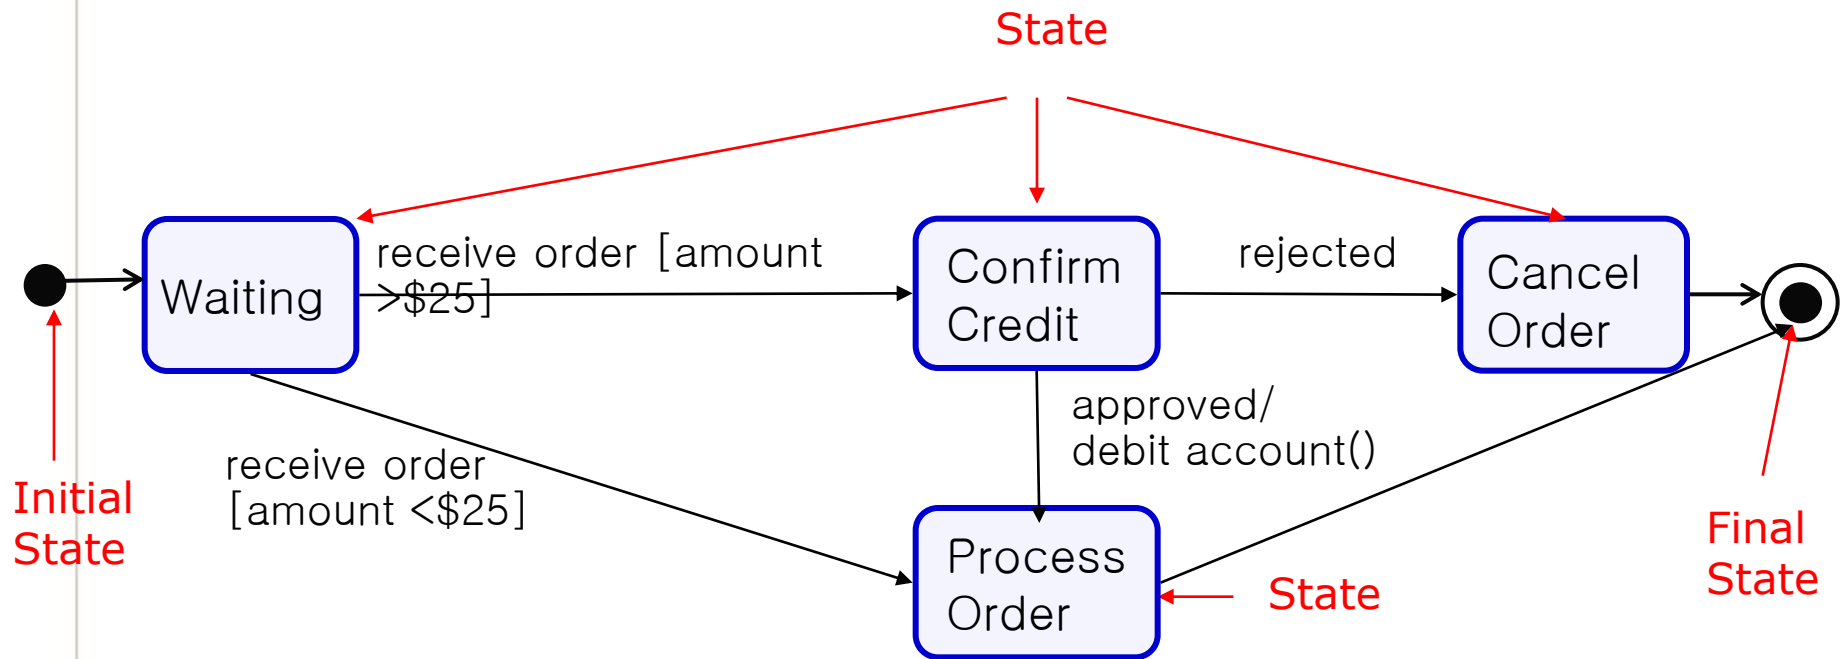 State
receive order [amount
>$25]
Waiting
Confirm
Credit
rejected
Cancel
Order
approved/
debit account()
receive order
[amount <$25]
Initial
State
Process
Order
State
Final
State